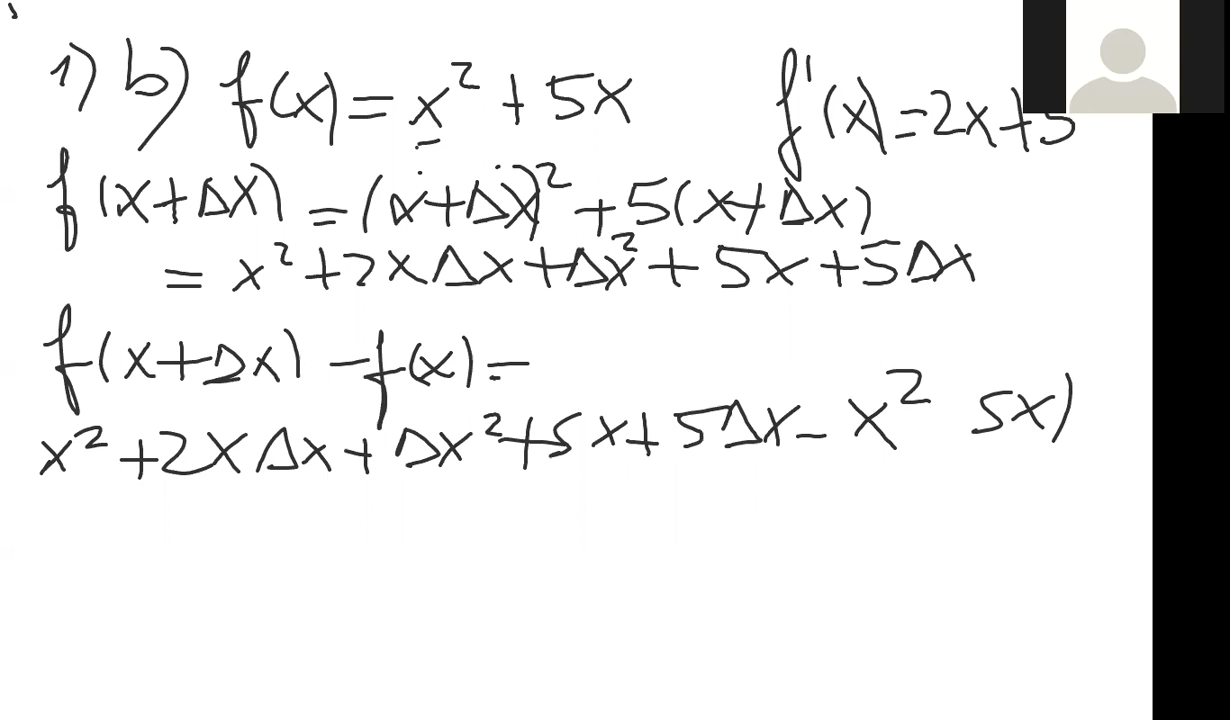 1) b) f(x) = x² + 5x f'(x) = 2x + 5
f(x+Δx) = (x+Δx)² + 5(x+Δx)
= x² + 2xΔx + Δx² + 5x + 5Δx
f(x+Δx) - f(x) =
x² + 2xΔx + Δx² + 5x + 5Δx - x² 5x)